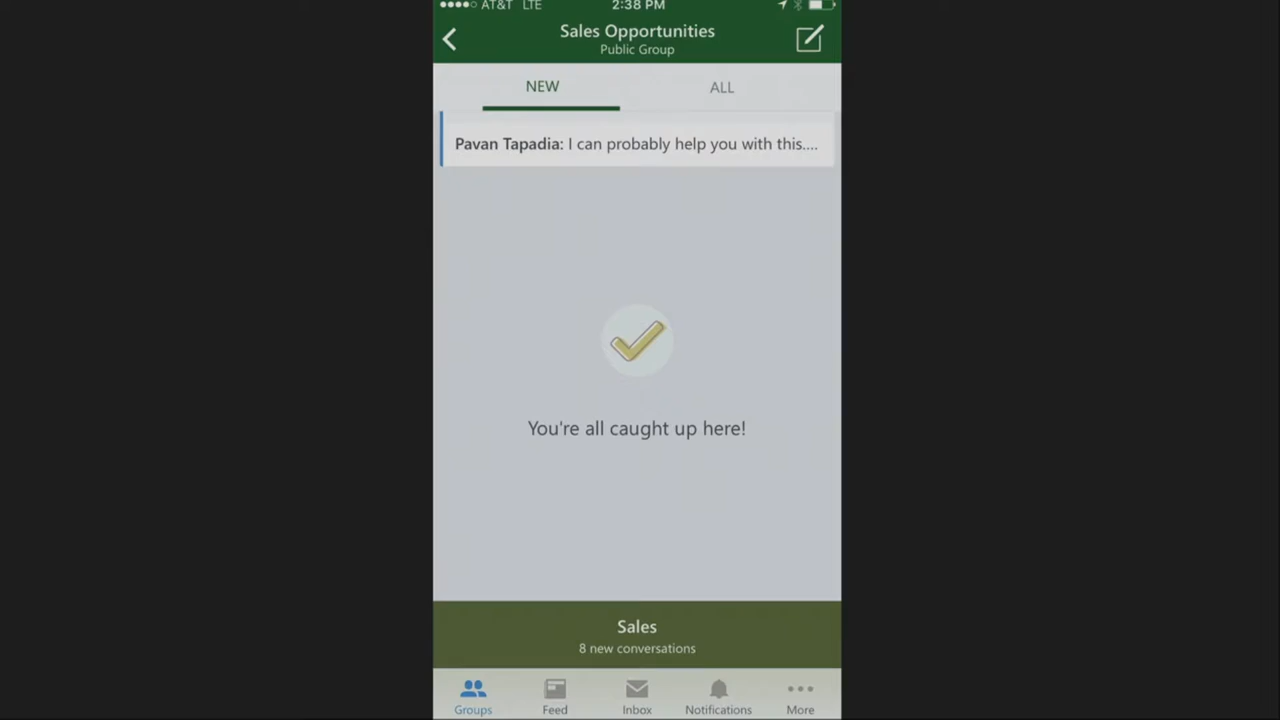 AT&T LTE 2:38 PM
Sales Opportunities
Public Group
NEW ALL
Pavan Tapadia: I can probably help you with this....
You're all caught up here!
Sales
8 new conversations
Groups Feed Inbox Notifications More